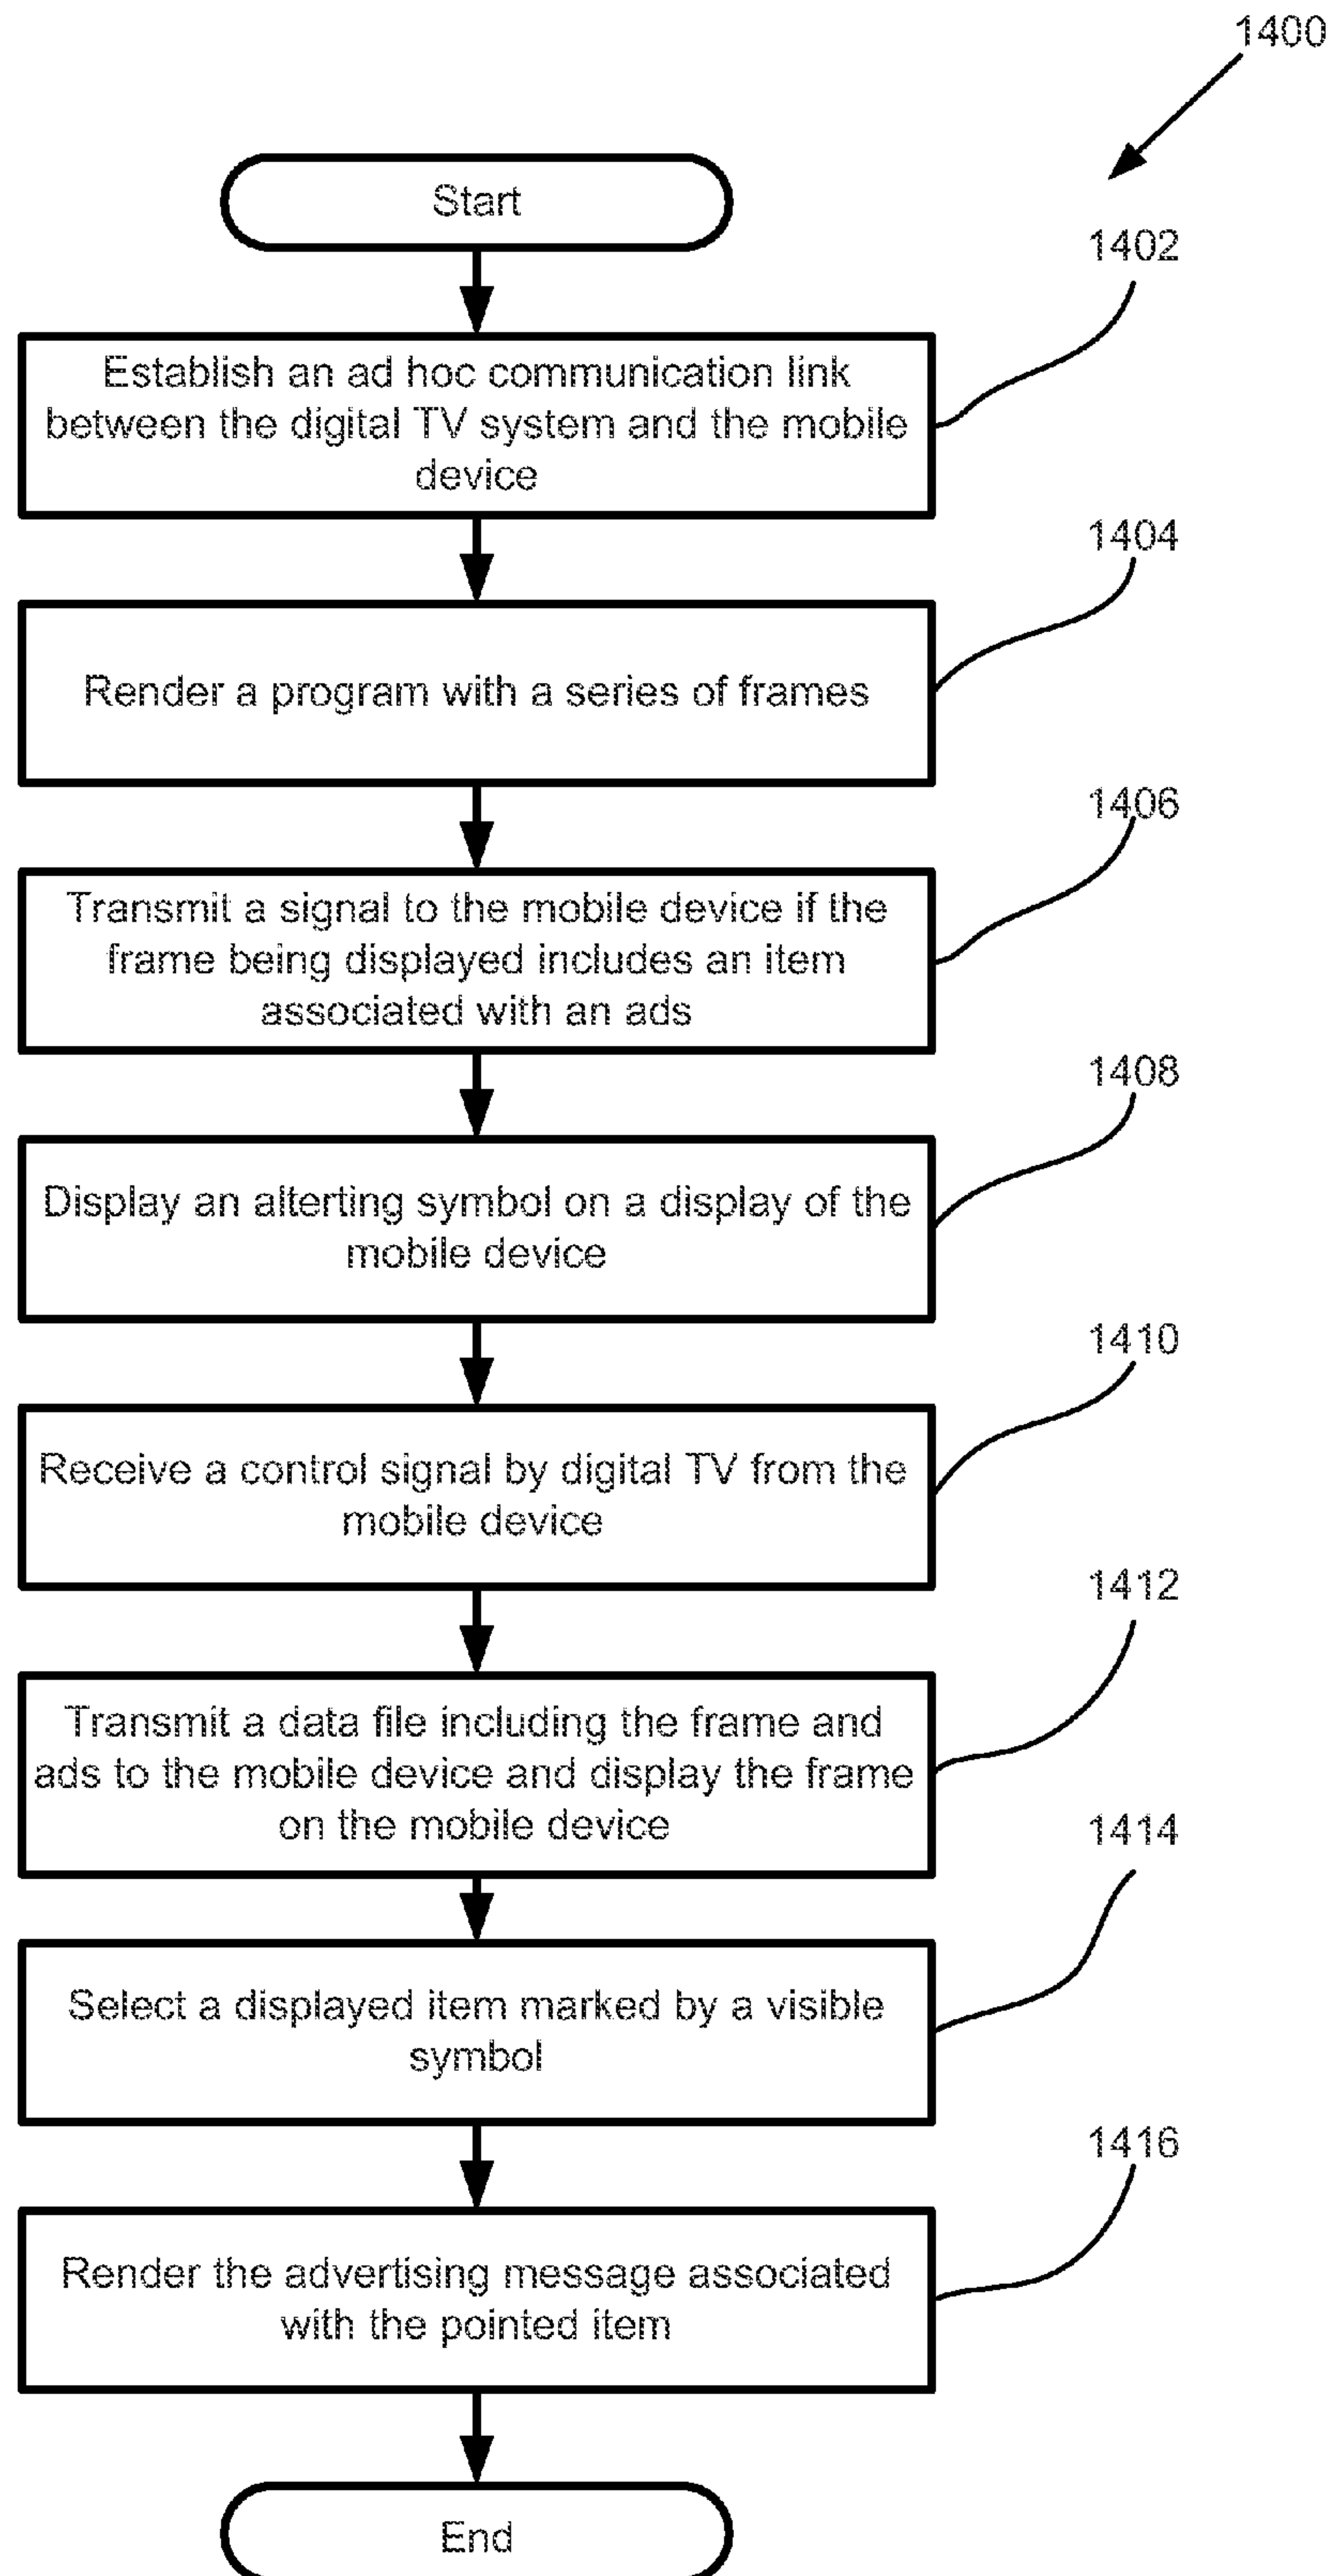 1400
Start
1402
Establish an ad hoc communication link
between the digital TV system and the mobile
device
1404
Render a program with a series of frames
1406
Transmit a signal to the mobile device if the
frame being displayed includes an item
associated with an ads
1408
Display an alterting symbol on a display of the
mobile device
1410
Receive a control signal by digital TV from the
mobile device
1412
Transmit a data file including the frame and
ads to the mobile device and display the frame
on the mobile device
1414
Select a displayed item marked by a visible
symbol
1416
Render the advertising message associated
with the pointed item
End